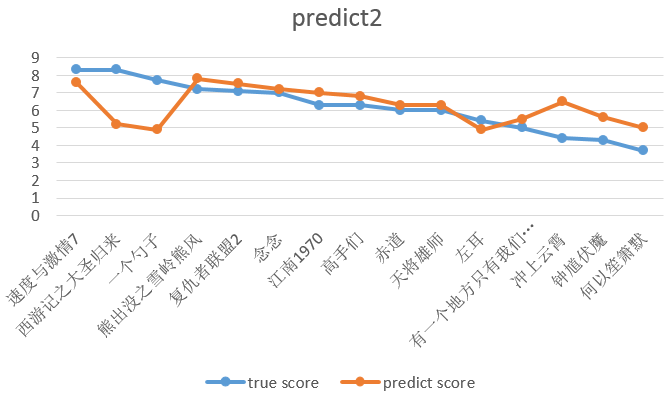 predict2
9
8
7
6
5
4
3
2
1
0
速度与激情7
西游记之大圣归来
一个勺子
熊出没之雪岭熊风
复仇者联盟2
念念
江南1970
高手们
赤道
天将雄师
左耳
有一个地方只有我们…
冲上云霄
钟馗伏魔
何以笙箫默
true score
predict score